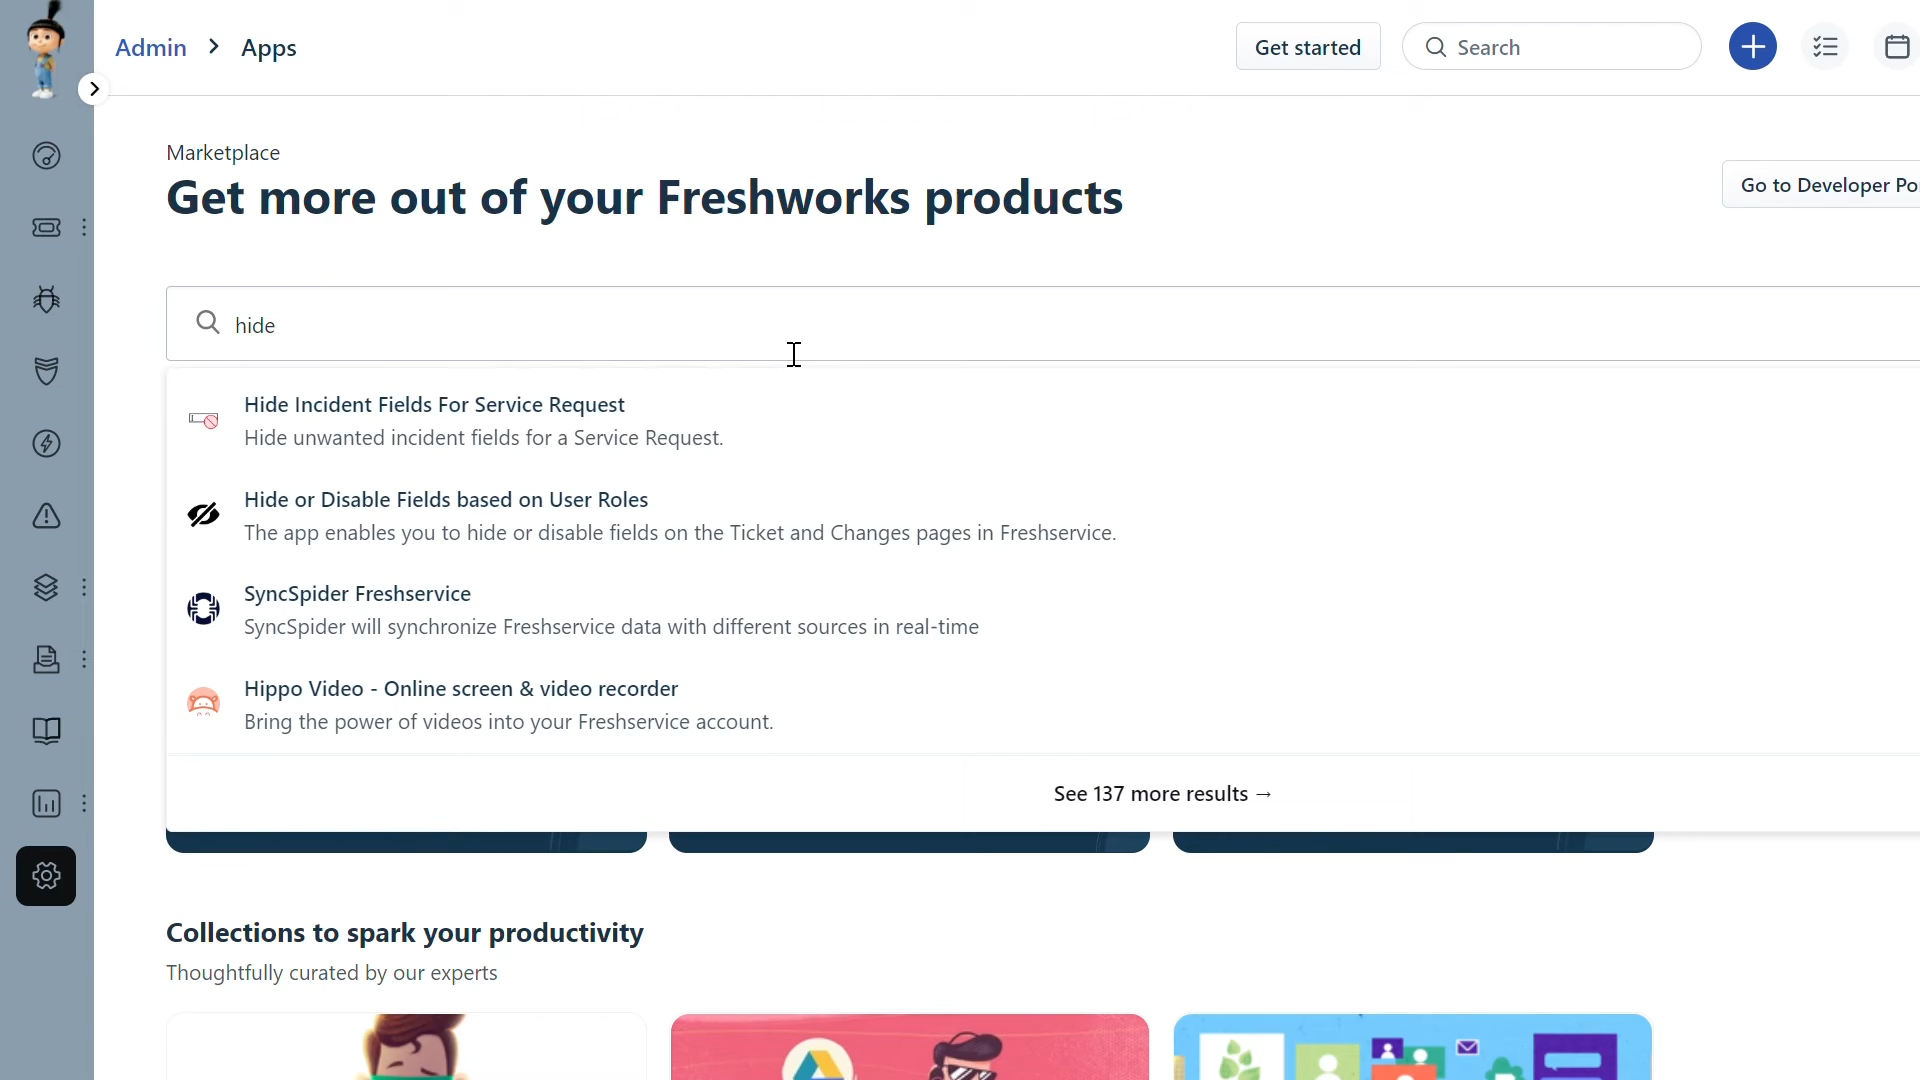 Admin > Apps
Get started
Search
Marketplace
Get more out of your Freshworks products
Go to Developer Po
hide
Hide Incident Fields For Service Request
Hide unwanted incident fields for a Service Request.
Hide or Disable Fields based on User Roles
The app enables you to hide or disable fields on the Ticket and Changes pages in Freshservice.
SyncSpider Freshservice
SyncSpider will synchronize Freshservice data with different sources in real-time
Hippo Video - Online screen & video recorder
Bring the power of videos into your Freshservice account.
See 137 more results →
Collections to spark your productivity
Thoughtfully curated by our experts